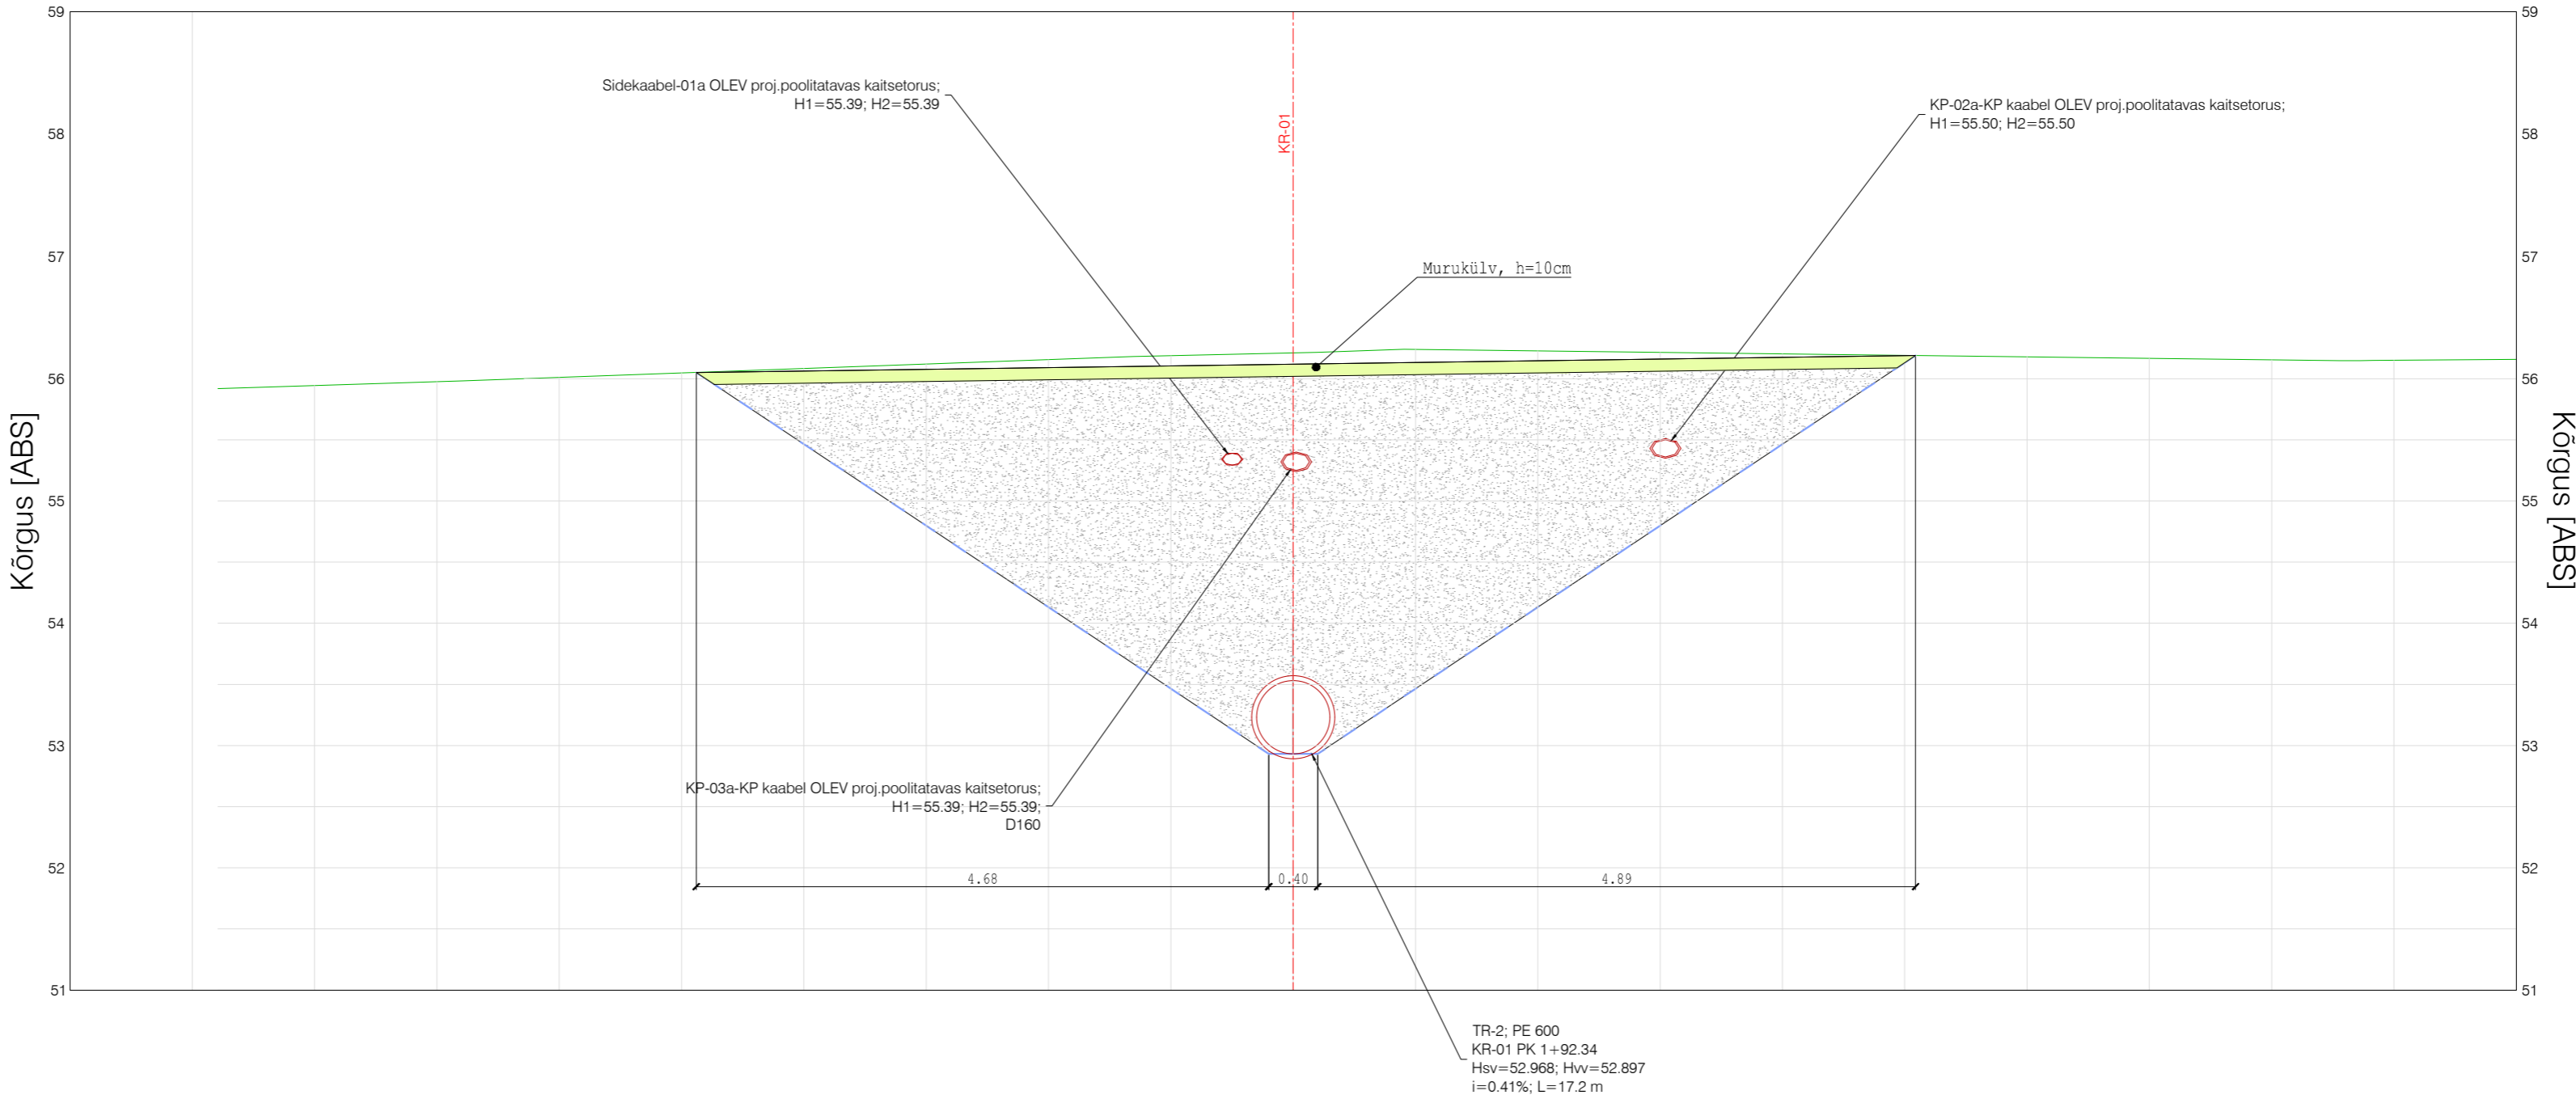 59
59
Sidekaabel-01a OLEV proj.poolitatavas kaitsetorus;
H1=55.39; H2=55.39
KP-02a-KP kaabel OLEV proj.poolitatavas kaitsetorus;
H1=55.50; H2=55.50
58
KR-01
58
57
Murukülv, h=10cm
57
56
56
Kõrgus [ABS]
Kõrgus [ABS]
55
55
54
54
53
53
KP-03a-KP kaabel OLEV proj.poolitatavas kaitsetorus;
H1=55.39; H2=55.39;
D160
52
52
4.68
0.40
4.89
51
51
TR-2; PE 600
KR-01 PK 1+92.34
Hsv=52.968; Hvv=52.897
i=0.41%; L=17.2 m